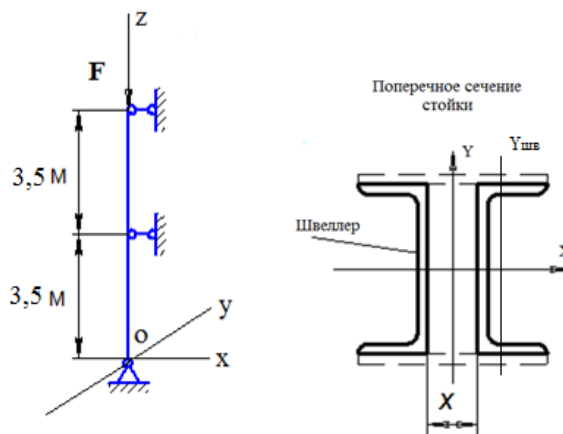 z
F
3,5 М
3,5 М
y
o
x
Поперечное сечение
стойки
Y
Yшв
Швеллер
X
X